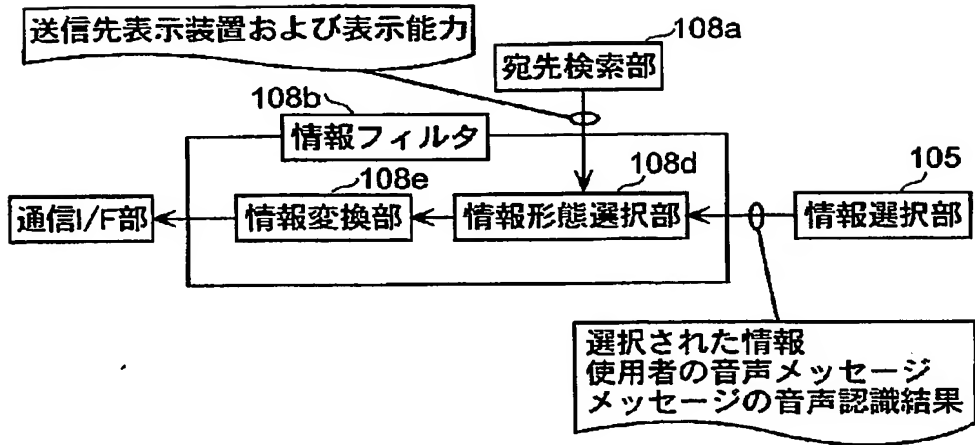 送信先表示装置および表示能力
108a
宛先検索部
108b
情報フィルタ
108e
108d
105
通信I/F部
情報変換部
情報形態選択部
情報選択部
選択された情報
使用者の音声メッセージ
メッセージの音声認識結果